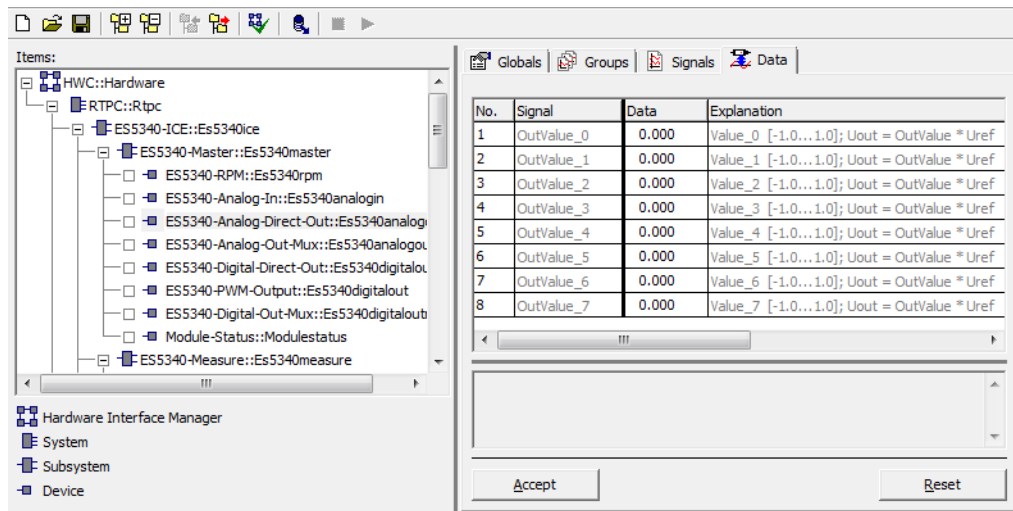 Items:
HWC::Hardware
RTPC::Rtpc
ES5340-ICE::Es5340ice
ES5340-Master::Es5340master
ES5340-RPM::Es5340rpm
ES5340-Analog-In::Es5340analogin
ES5340-Analog-Direct-Out::Es5340analog
ES5340-Analog-Out-Mux::Es5340analogou
ES5340-Digital-Direct-Out::Es5340digitalou
ES5340-PWM-Output::Es5340digitalout
ES5340-Digital-Out-Mux::Es5340digitalout
Module-Status::Modulestatus
ES5340-Measure::Es5340measure
Hardware Interface Manager
System
Subsystem
Device
Globals Groups Signals Data
No. Signal Data Explanation
1 OutValue_0 0.000 Value_0 [-1.0...1.0]; Uout = OutValue * Uref
2 OutValue_1 0.000 Value_1 [-1.0...1.0]; Uout = OutValue * Uref
3 OutValue_2 0.000 Value_2 [-1.0...1.0]; Uout = OutValue * Uref
4 OutValue_3 0.000 Value_3 [-1.0...1.0]; Uout = OutValue * Uref
5 OutValue_4 0.000 Value_4 [-1.0...1.0]; Uout = OutValue * Uref
6 OutValue_5 0.000 Value_5 [-1.0...1.0]; Uout = OutValue * Uref
7 OutValue_6 0.000 Value_6 [-1.0...1.0]; Uout = OutValue * Uref
8 OutValue_7 0.000 Value_7 [-1.0...1.0]; Uout = OutValue * Uref
Accept Reset